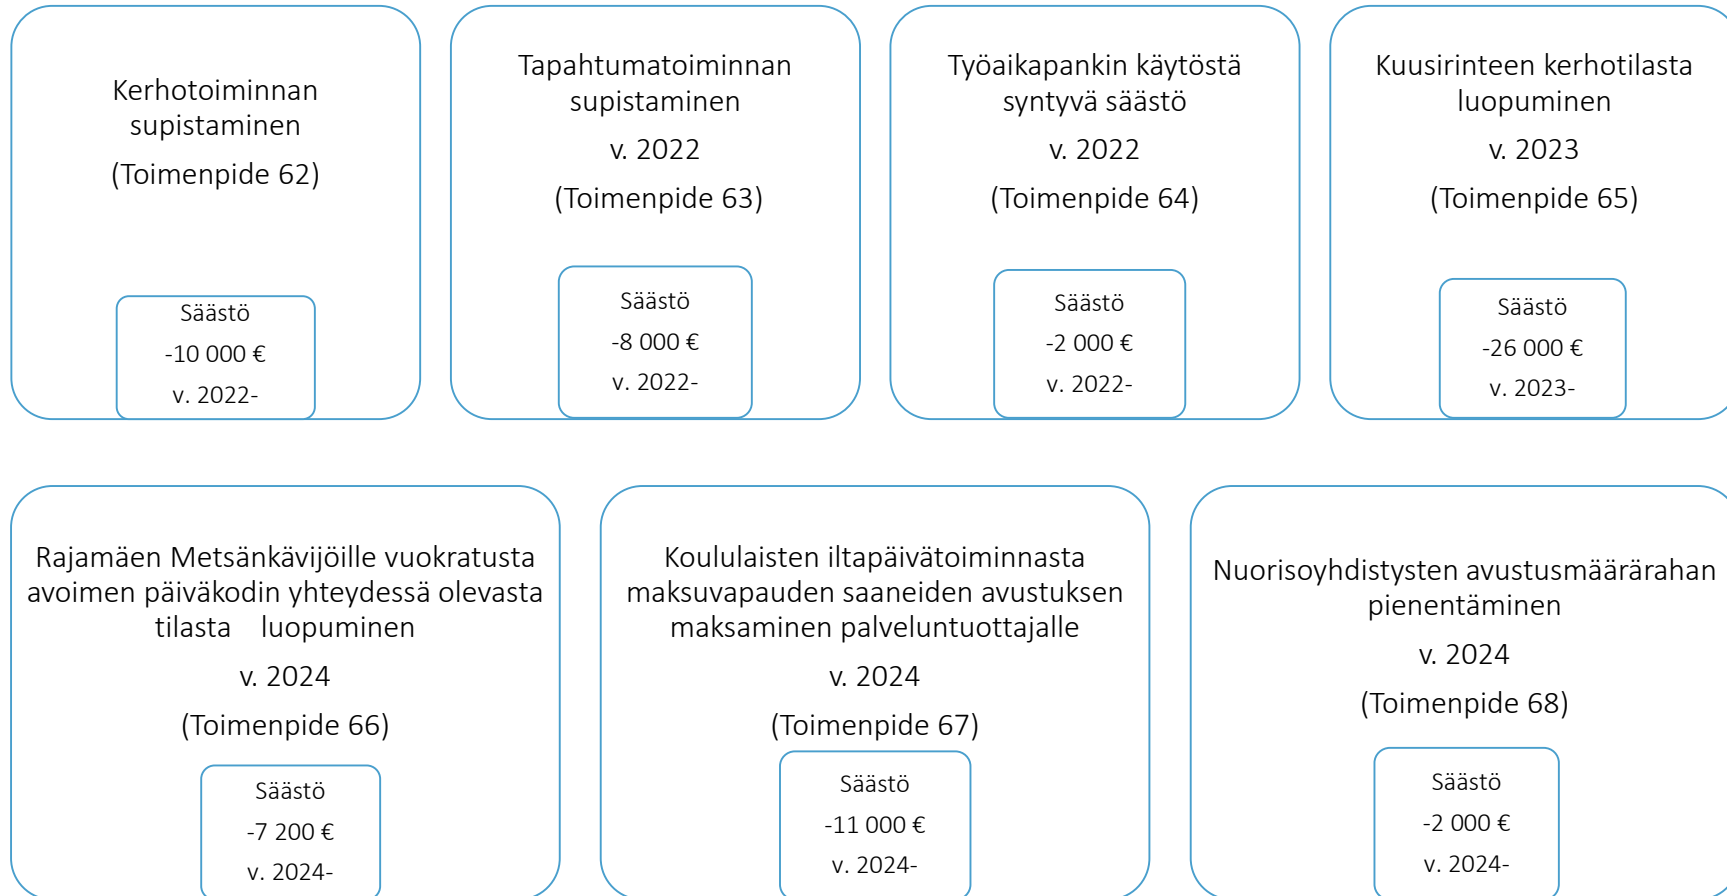 Kerhotoiminnan
supistaminen
(Toimenpide 62)
Säästö
-10 000 €
v. 2022-
Tapahtumatoiminnan
supistaminen
v. 2022
(Toimenpide 63)
Säästö
-8 000 €
v. 2022-
Työaikapankin käytöstä
syntyvä säästö
v. 2022
(Toimenpide 64)
Säästö
-2 000 €
v. 2022-
Kuusirinteen kerhotilasta
luopuminen
v. 2023
(Toimenpide 65)
Säästö
-26 000 €
v. 2023-
Rajamäen Metsänkävijöille vuokratusta
avoimen päiväkodin yhteydessä olevasta
tilasta luopuminen
v. 2024
(Toimenpide 66)
Säästö
-7 200 €
v. 2024-
Koululaisten iltapäivätoiminnasta
maksuvapauden saaneiden avustuksen
maksaminen palveluntuottajalle
v. 2024
(Toimenpide 67)
Säästö
-11 000 €
v. 2024-
Nuorisoyhdistysten avustusmäärärahan
pienentäminen
v. 2024
(Toimenpide 68)
Säästö
-2 000 €
v. 2024-